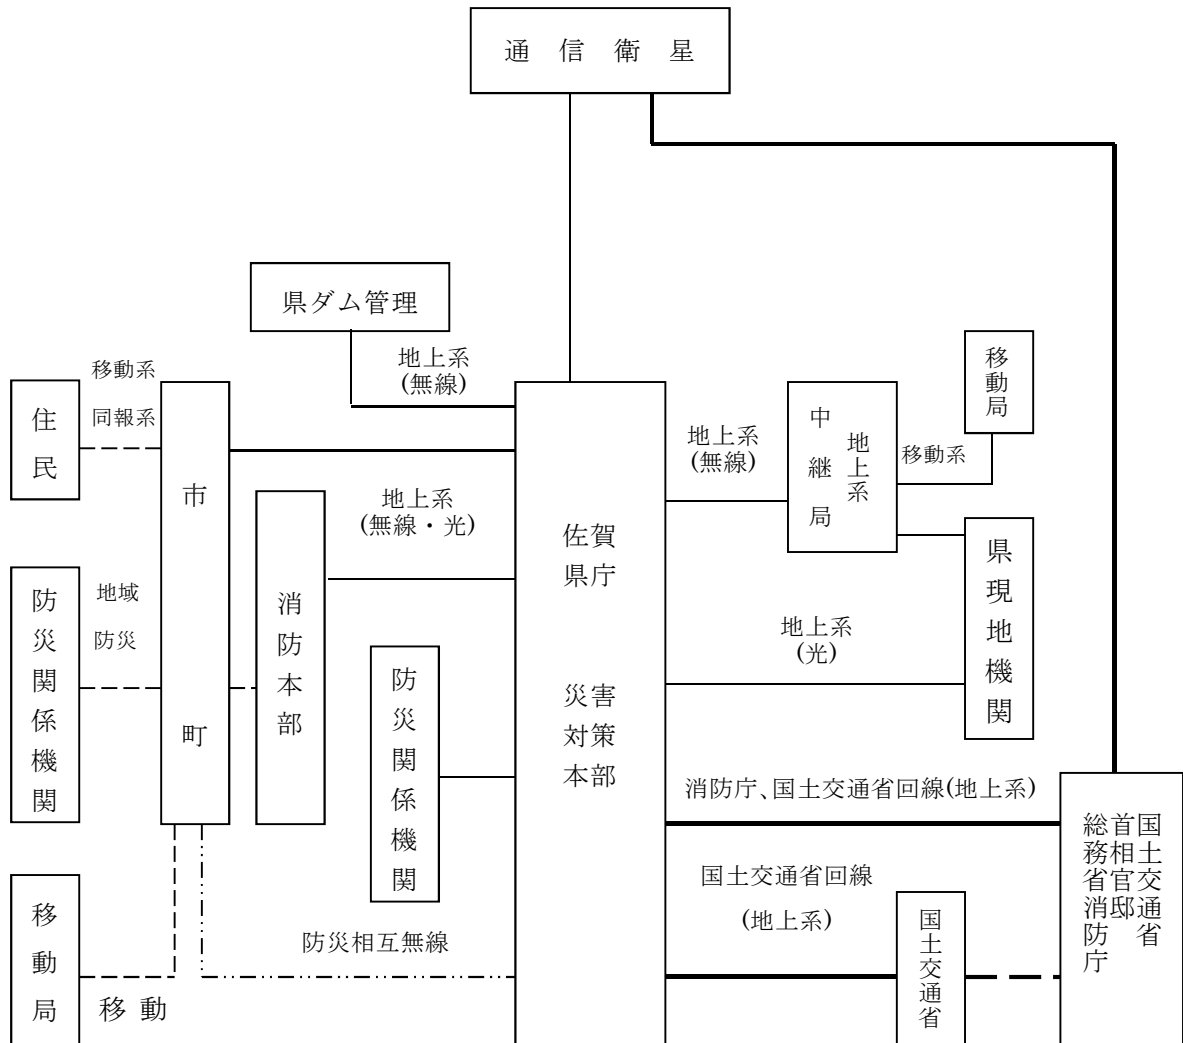 通信衛星
県ダム管理
地上系
(無線)
移動系
同報系
住民
市町
地上系
(無線・光)
消防本部
地域
防災
防災関係機関
防災関係機関
移動局
移動
防災相互無線
佐賀
県庁
災害
対策
本部
地上系
(無線)
中継局
地上系
移動系
移動局
県現地機関
地上系
(光)
消防庁、国土交通省回線(地上系)
国土交通省回線
(地上系)
国土交通省
国土交通省
首相官邸
総務省消防庁